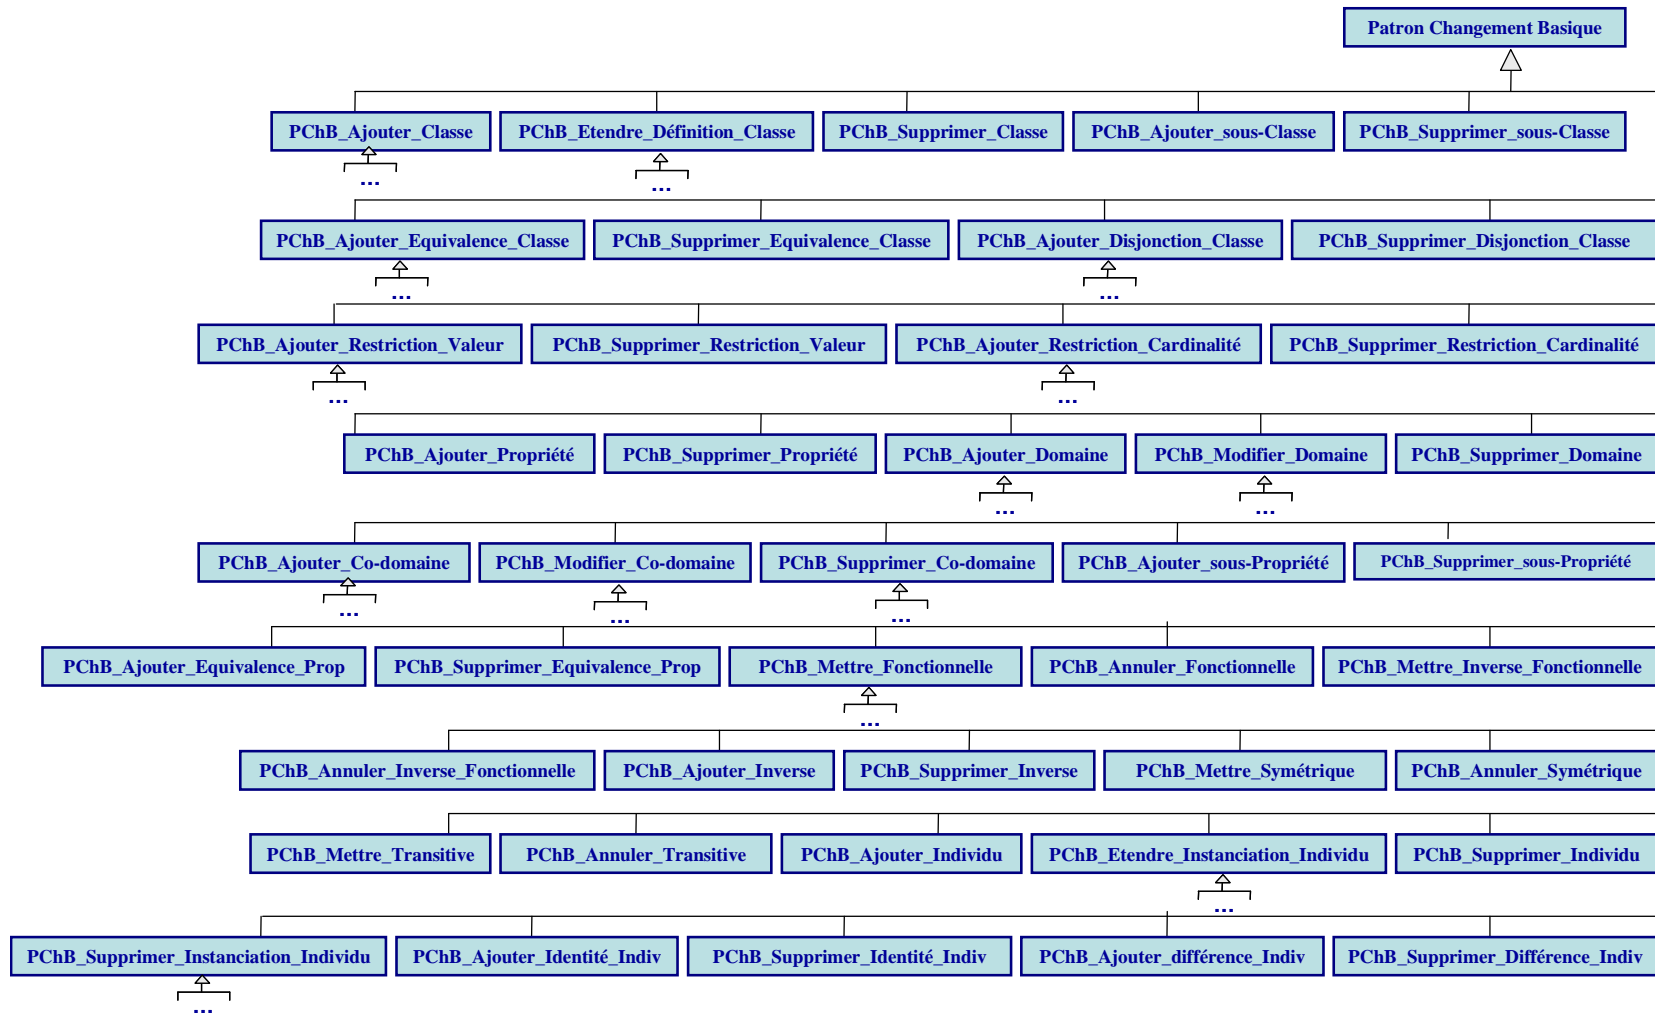 Patron Changement Basique
PChB_Ajouter_Classe
PChB_Etendre_Définition_Classe
PChB_Supprimer_Classe
PChB_Ajouter_sous-Classe
PChB_Supprimer_sous-Classe
...
...
PChB_Ajouter_Equivalence_Classe
PChB_Supprimer_Equivalence_Classe
PChB_Ajouter_Disjonction_Classe
PChB_Supprimer_Disjonction_Classe
...
...
PChB_Ajouter_Restriction_Valeur
PChB_Supprimer_Restriction_Valeur
PChB_Ajouter_Restriction_Cardinalité
PChB_Supprimer_Restriction_Cardinalité
...
...
PChB_Ajouter_Propriété
PChB_Supprimer_Propriété
PChB_Ajouter_Domaine
PChB_Modifier_Domaine
PChB_Supprimer_Domaine
...
...
PChB_Ajouter_Co-domaine
PChB_Modifier_Co-domaine
PChB_Supprimer_Co-domaine
PChB_Ajouter_sous-Propriété
PChB_Supprimer_sous-Propriété
...
...
...
PChB_Ajouter_Equivalence_Prop
PChB_Supprimer_Equivalence_Prop
PChB_Mettre_Fonctionnelle
PChB_Annuler_Fonctionnelle
PChB_Mettre_Inverse_Fonctionnelle
...
PChB_Annuler_Inverse_Fonctionnelle
PChB_Ajouter_Inverse
PChB_Supprimer_Inverse
PChB_Mettre_Symétrique
PChB_Annuler_Symétrique
PChB_Mettre_Transitive
PChB_Annuler_Transitive
PChB_Ajouter_Individu
PChB_Etendre_Instanciation_Individu
PChB_Supprimer_Individu
...
PChB_Supprimer_Instanciation_Individu
PChB_Ajouter_Identité_Indiv
PChB_Supprimer_Identité_Indiv
PChB_Ajouter_différence_Indiv
PChB_Supprimer_Différence_Indiv
...